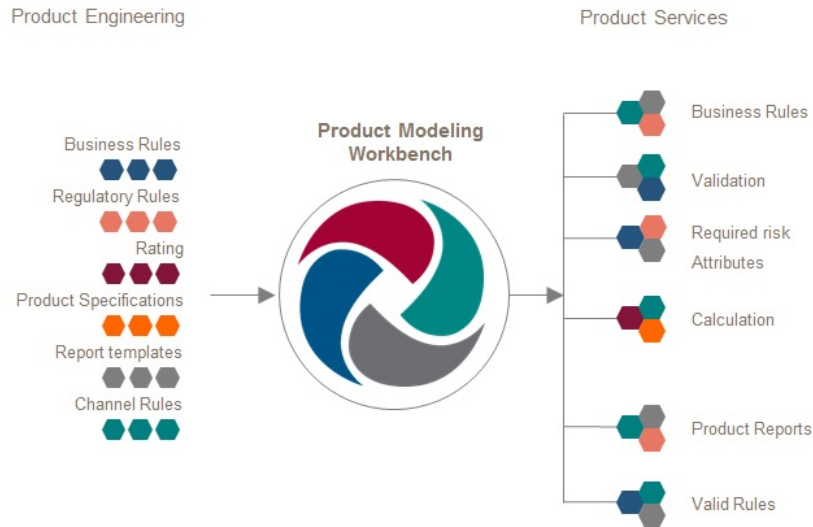 Product Engineering
Product Services
Product Modeling
Workbench
Business Rules
Regulatory Rules
Rating
Product Specifications
Report templates
Channel Rules
Business Rules
Validation
Required risk
Attributes
Calculation
Product Reports
Valid Rules